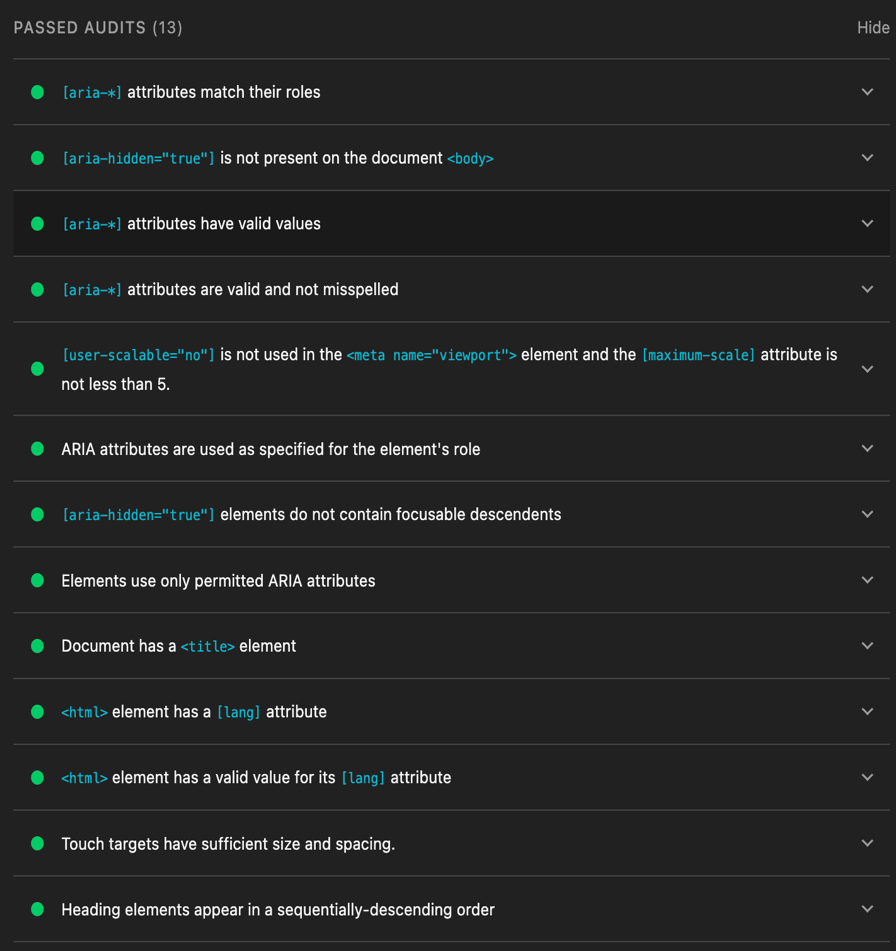 PASSED AUDITS (13)
Hide
[aria-*] attributes match their roles
[aria-hidden="true"] is not present on the document <body>
[aria-*] attributes have valid values
[aria-*] attributes are valid and not misspelled
[user-scalable="no"] is not used in the <meta name="viewport"> element and the [maximum-scale] attribute is
not less than 5.
ARIA attributes are used as specified for the element's role
[aria-hidden="true"] elements do not contain focusable descendents
Elements use only permitted ARIA attributes
Document has a <title> element
<html> element has a [lang] attribute
<html> element has a valid value for its [lang] attribute
Touch targets have sufficient size and spacing.
Heading elements appear in a sequentially-descending order